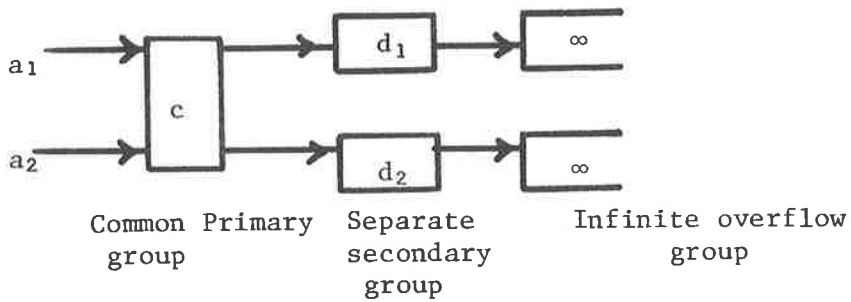 a1
c
d1
∞
a2
d2
∞
Common Primary group
Separate secondary group
Infinite overflow group